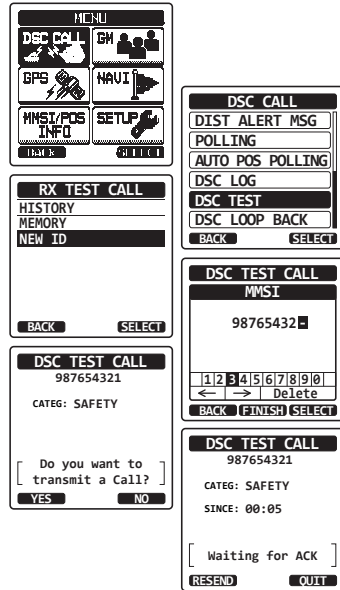 MENU
DSC CALL GM
GPS NAVI
MMSI/POS INFO SETUP
BACK SELECT
DSC CALL
DIST ALERT MSG
POLLING
AUTO POS POLLING
DSC LOG
DSC TEST
DSC LOOP BACK
BACK SELECT
RX TEST CALL
HISTORY
MEMORY
NEW ID
BACK SELECT
DSC TEST CALL
MMSI
98765432-
1 2 3 4 5 6 7 8 9 0
← → Delete
BACK FINISH SELECT
DSC TEST CALL
987654321
CATEG: SAFETY
Do you want to
transmit a Call?
YES NO
DSC TEST CALL
987654321
CATEG: SAFETY
SINCE: 00:05
Waiting for ACK
RESEND QUIT